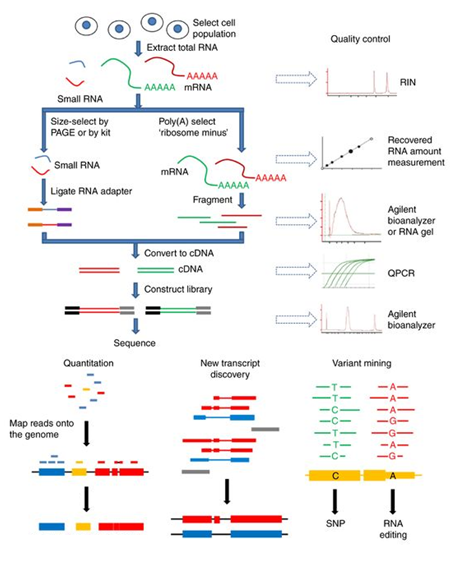 Select cell
population
Extract total RNA
Quality control
AAAAA
AAAAA
mRNA
Small RNA
RIN
Size-select by
PAGE or by kit
Poly(A) select
'ribosome minus'
Recovered
RNA amount
measurement
Small RNA
mRNA
AAAAA
AAAAA
Ligate RNA adapter
Fragment
Agilent
bioanalyzer
or RNA gel
Convert to cDNA
cDNA
QPCR
Construct library
Agilent
bioanalyzer
Sequence
Quantitation
New transcript
discovery
Variant mining
Map reads onto
the genome
T A
T A
C A
C G
T G
T A
C G
C A
SNP
RNA
editing